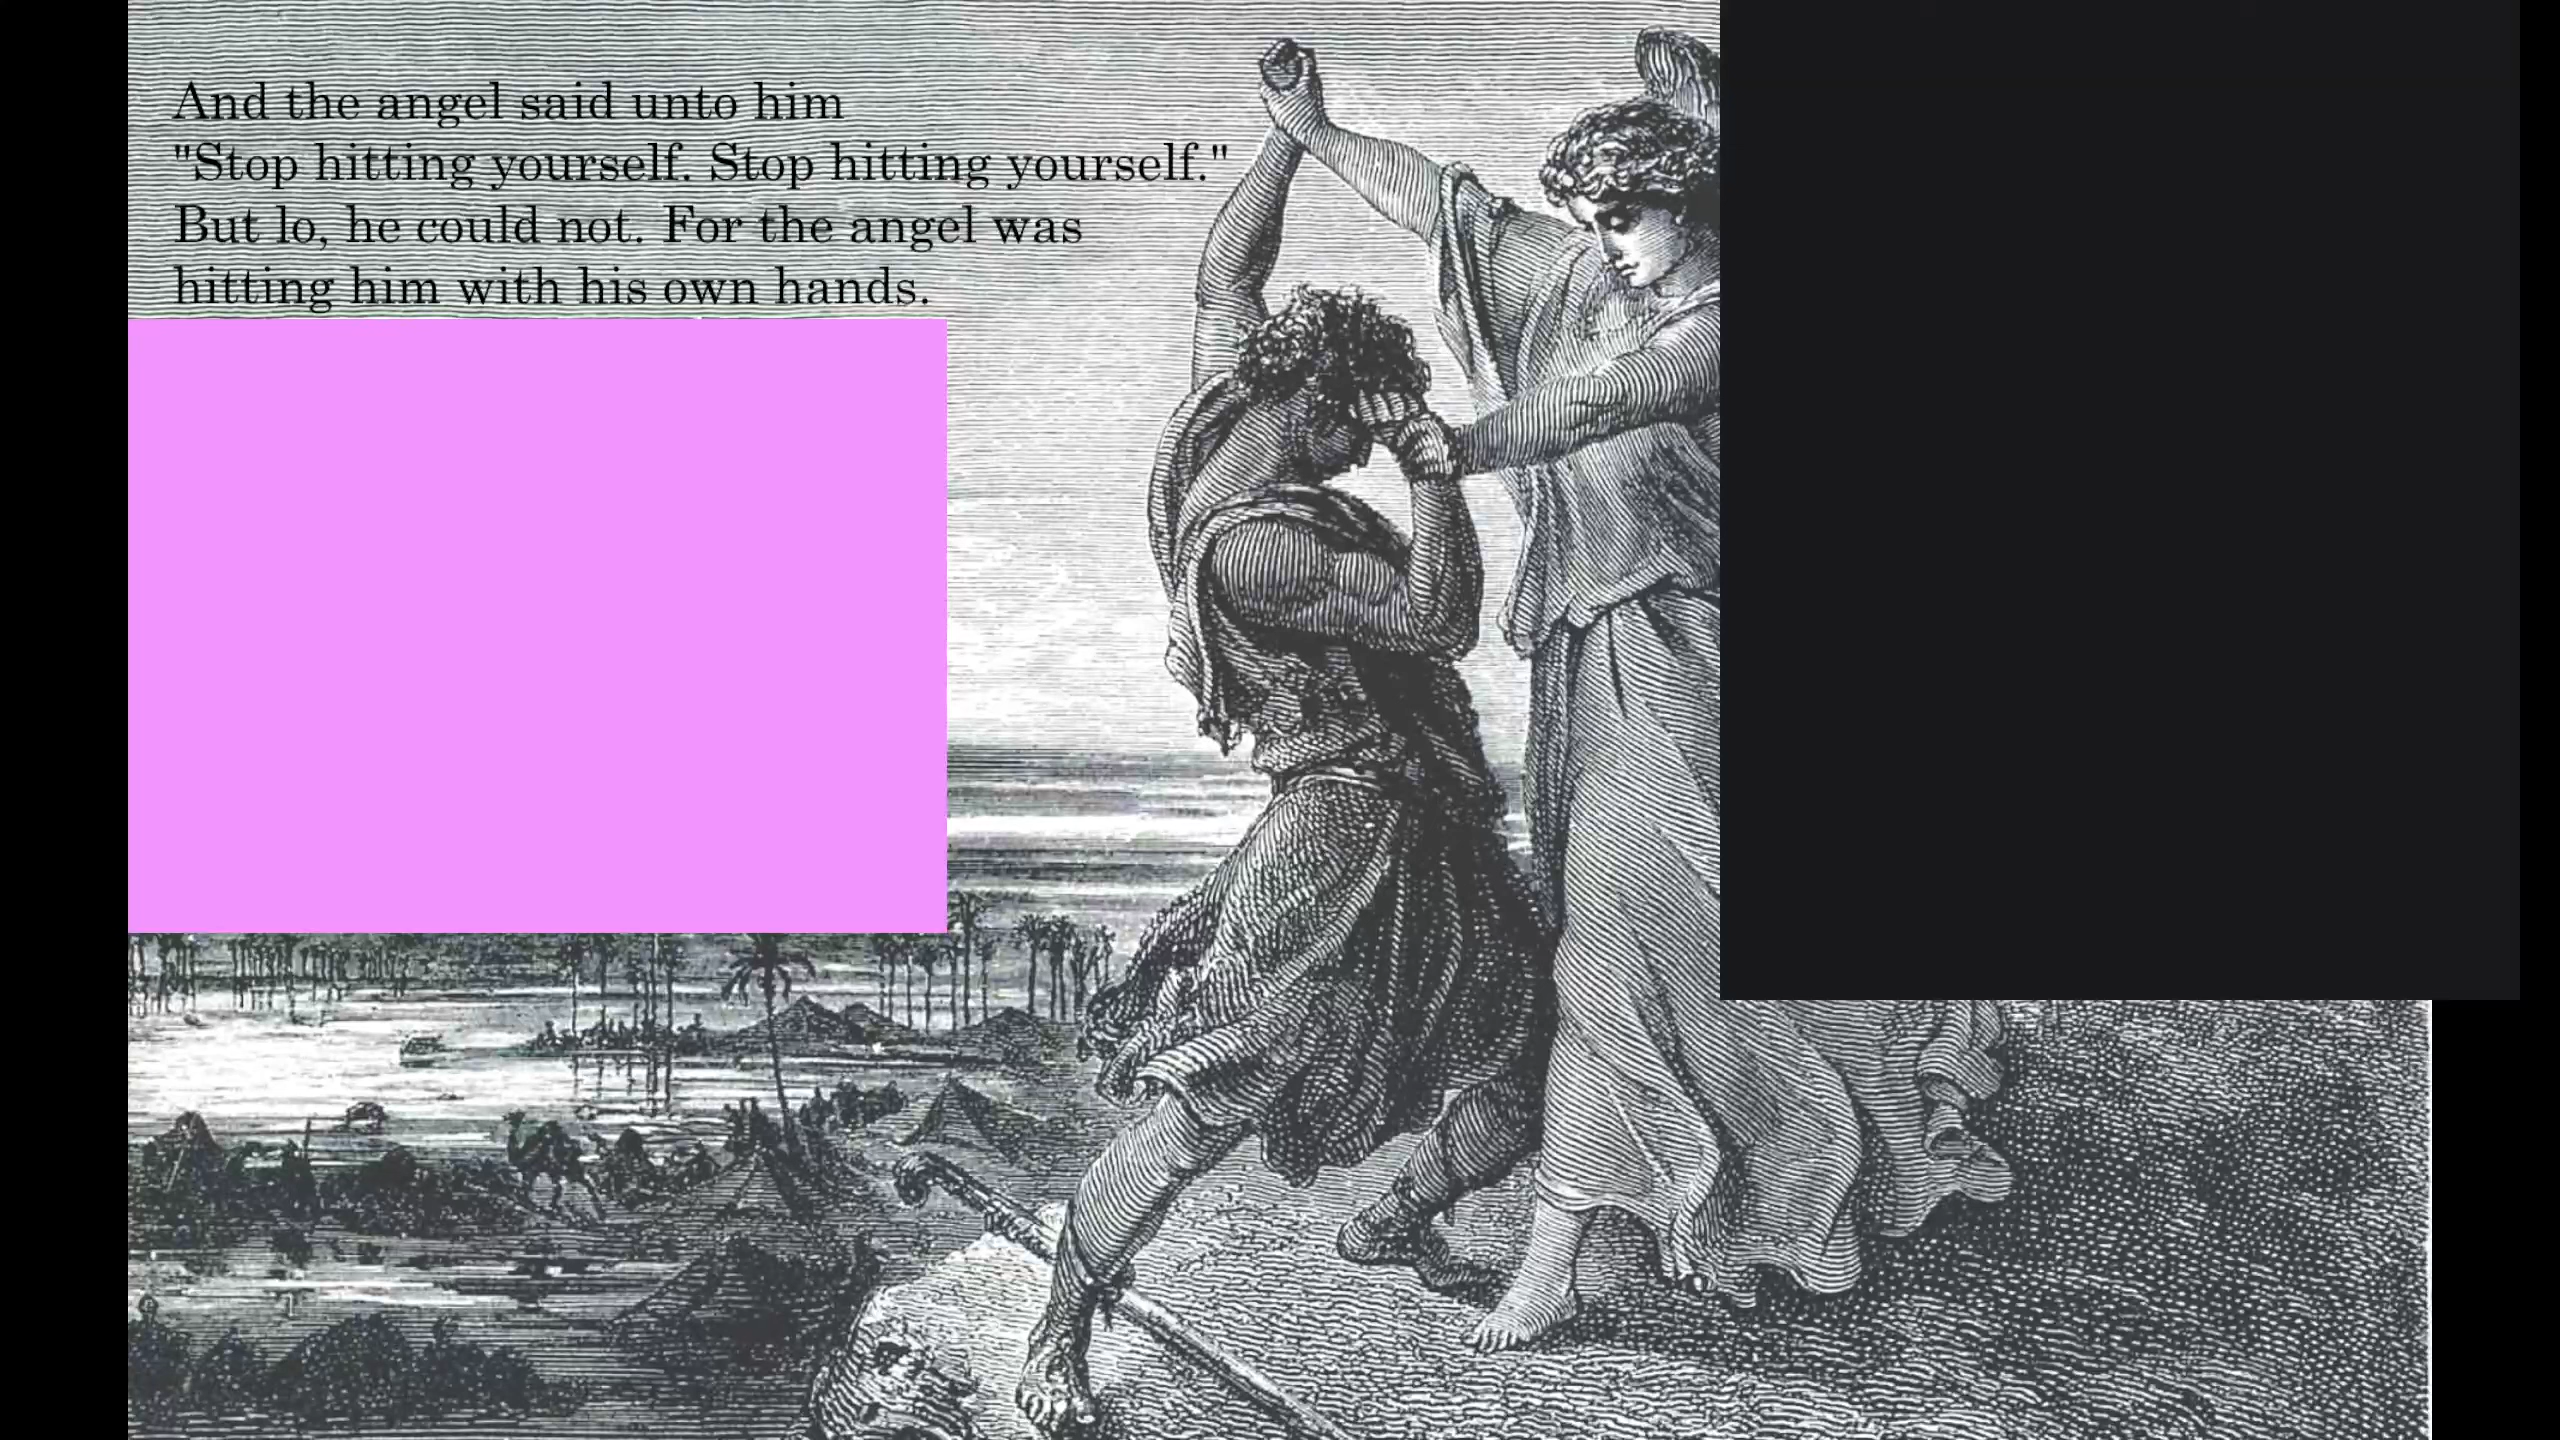 And the angel said unto him
"Stop hitting yourself. Stop hitting yourself."
But lo, he could not. For the angel was
hitting him with his own hands.